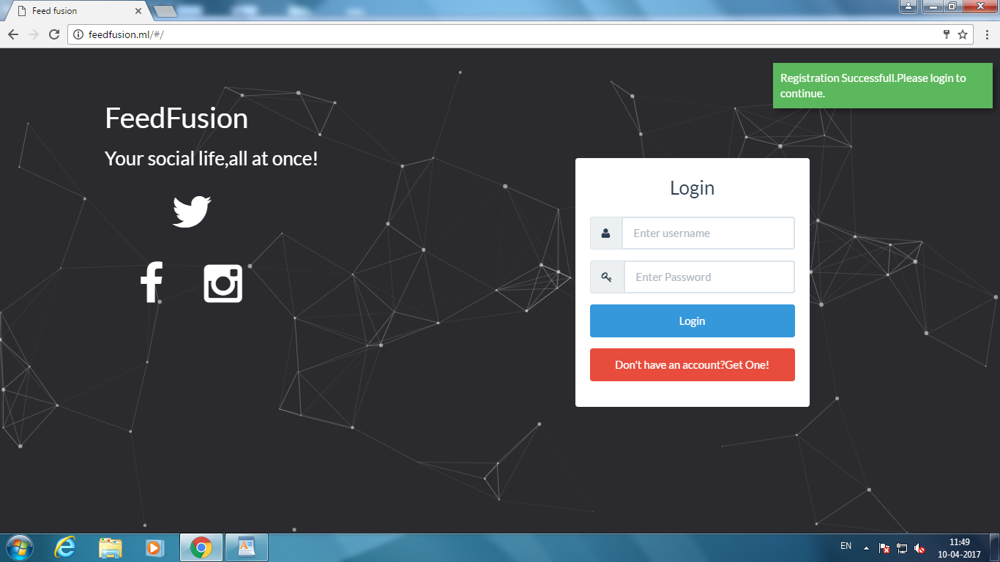 Feed fusion
feedfusion.ml/#/
Registration Successfull.Please login to
continue.
FeedFusion
Your social life,all at once!
Login
Enter username
Enter Password
Login
Don't have an account?Get One!
EN
11:49
10-04-2017